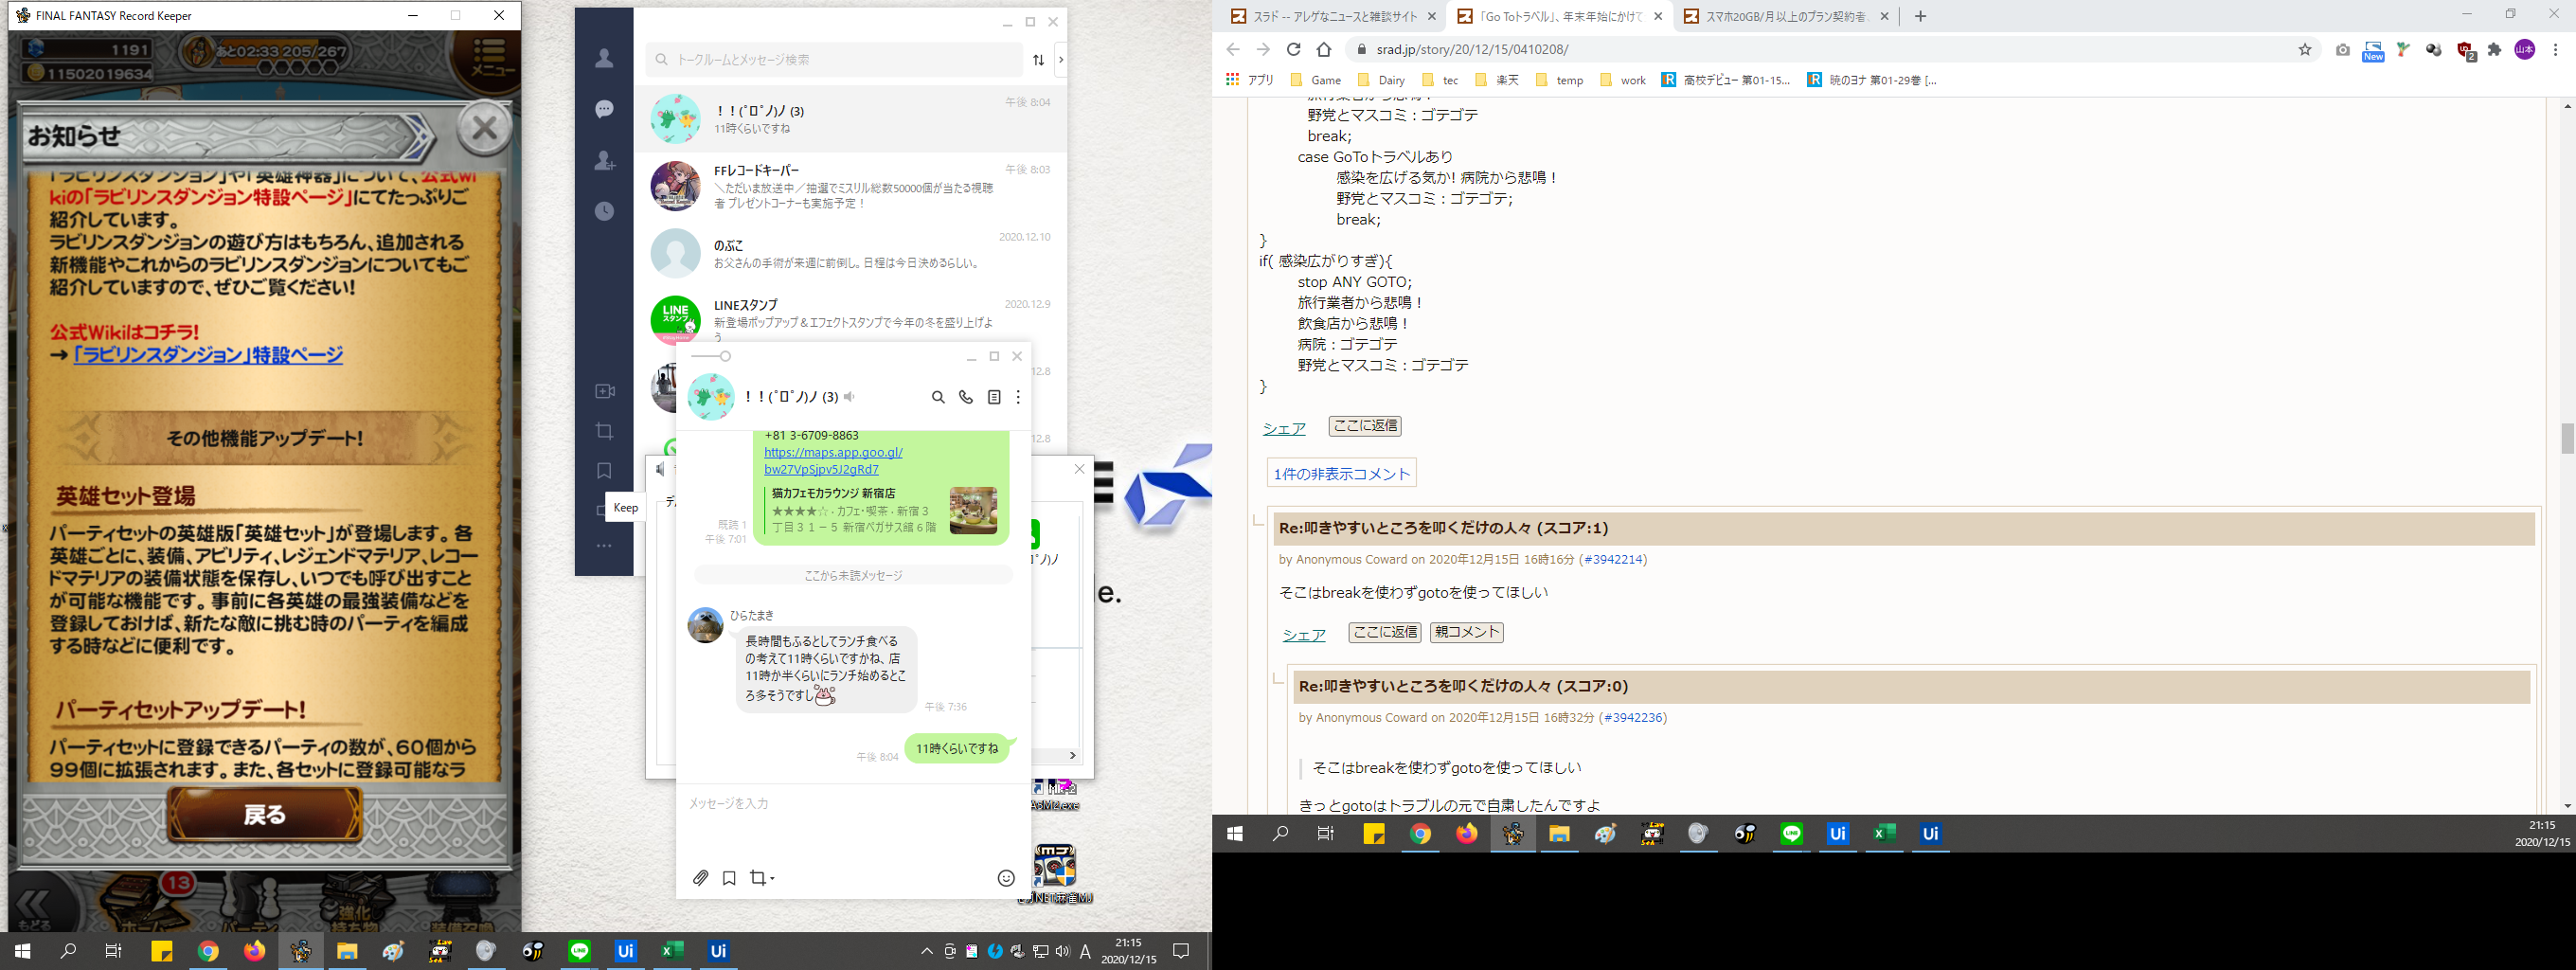 FINAL FANTASY Record Keeper
1191
あと02:33 205/267
11502019634
メニュー
お知らせ
「ラビリンスダンジョン」や「英雄神器」について、公式Wi
kiの「ラビリンスダンジョン特設ページ」にてたっぷりご
紹介しています。
ラビリンスダンジョンの遊び方はもちろん、追加される
新機能やこれからのラビリンスダンジョンについてもご
紹介していますので、ぜひご覧ください!
公式Wikiはコチラ!
→「ラビリンスダンジョン」特設ページ
その他機能アップデート!
英雄セット登場
パーティセットの英雄版「英雄セット」が登場します。各
英雄ごとに、装備、アビリティ、レジェンドマテリア、レコー
ドマテリアの装備状態を保存し、いつでも呼び出すこと
が可能な機能です。事前に各英雄の最強装備などを
登録しておけば、新たな敵に挑む時のパーティを編成
する時などに便利です。
パーティセットアップデート!
パーティセットに登録できるパーティの数が、60個から
99個に拡張されます。また、各セットに登録可能なラ
戻る
13
もどる
ホーム
パーティ
持ち物
強化
装備召喚
トークルームとメッセージ検索
！！(ﾟロﾟノ)ノ (3)
午後 8:04
11時くらいですね
FFレコードキーパー
午後 8:03
＼ただいま放送中／抽選でミスリル総数50000個が当たる視聴
者プレゼントコーナーも実施予定！
のぶこ
2020.12.10
お父さんの手術が来週に前倒し。日程は今日決めるらしい。
LINEスタンプ
2020.12.9
新登場ポップアップ＆エフェクトスタンプで今年の冬を盛り上げよ
う
LINE
スタンプ
12.8
12.8
Keep
！！(ﾟロﾟノ)ノ (3)
+81 3-6709-8863
https://maps.app.goo.gl/
bw27VpSjpv5J2gRd7
猫カフェモカラウンジ 新宿店
★★★★☆ · カフェ･喫茶 · 新宿３
丁目３１－５ 新宿ペガサス館６階
既読 1
午後 7:01
ここから未読メッセージ
ひらたまき
長時間もふるとしてランチ食べる
の考えて11時くらいですかね、店
11時か半くらいにランチ始めるとこ
ろ多そうですし
午後 7:36
11時くらいですね
午後 8:04
メッセージを入力
e.
.NET麻雀MJ
21:15
2020/12/15
スラド -- アレゲなニュースと雑談サイト
「Go Toトラベル」、年末年始にかけて
スマホ20GB/月以上のプラン契約者
srad.jp/story/20/12/15/0410208/
New
2
山本
アプリ
Game
Dairy
tec
楽天
temp
work
高校デビュー 第01-15...
暁のヨナ 第01-29巻 [...
旅行業者から悲鳴！
野党とマスコミ：ゴテゴテ
break;
case GoToトラベルあり
感染を広げる気か! 病院から悲鳴！
野党とマスコミ：ゴテゴテ;
break;
}
if( 感染広がりすぎ){
stop ANY GOTO;
旅行業者から悲鳴！
飲食店から悲鳴！
病院：ゴテゴテ
野党とマスコミ：ゴテゴテ
}
シェア
ここに返信
1件の非表示コメント
Re:叩きやすいところを叩くだけの人々 (スコア:1)
by Anonymous Coward on 2020年12月15日 16時16分 (#3942214)
そこはbreakを使わずgotoを使ってほしい
シェア
ここに返信
親コメント
Re:叩きやすいところを叩くだけの人々 (スコア:0)
by Anonymous Coward on 2020年12月15日 16時32分 (#3942236)
そこはbreakを使わずgotoを使ってほしい
きっとgotoはトラブルの元で自粛したんですよ
21:15
2020/12/15